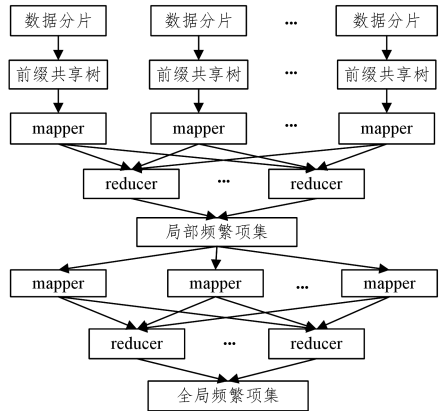 数据分片 数据分片 ... 数据分片
前缀共享树 前缀共享树 ... 前缀共享树
mapper mapper ... mapper
reducer ... reducer
局部频繁项集
mapper mapper ... mapper
reducer ... reducer
全局频繁项集